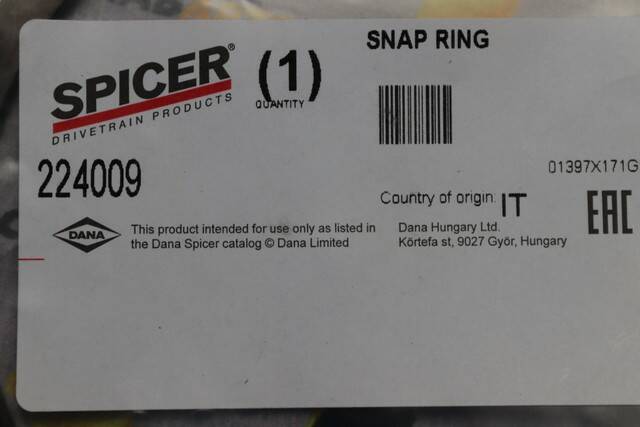 SNAP RING
SPICER®
DRIVETRAIN PRODUCTS
(1)
QUANTITY
01397X171G
224009
Country of origin: IT
EAC
DANA
This product intended for use only as listed in
the Dana Spicer catalog © Dana Limited
Dana Hungary Ltd.
Körtefa st, 9027 Győr, Hungary